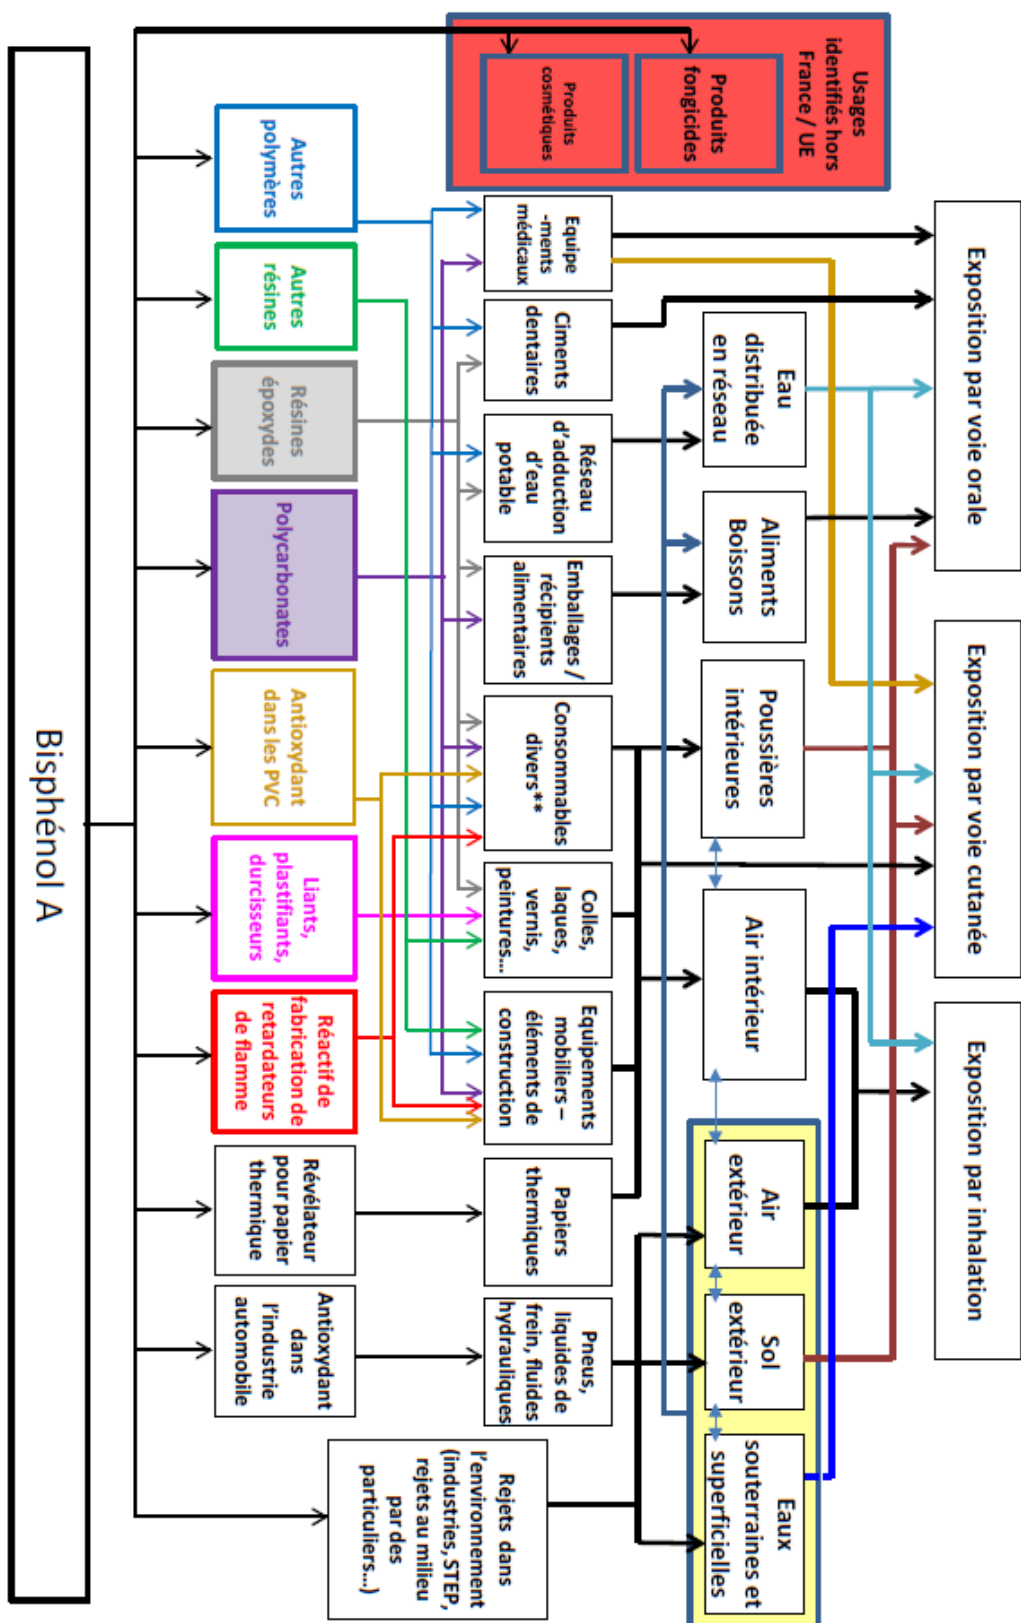 Usages
identifiés hors
France / UE
Produits
fongicides
Produits
cosmétiques
Exposition par voie orale
Exposition par voie cutanée
Exposition par inhalation
Eau
distribuée
en réseau
Aliments
Boissons
Poussières
intérieures
Air intérieur
Air
extérieur
Sol
extérieur
Eaux
souterraines et
superficielles
Equipe
-ments
médicaux
Ciments
dentaires
Réseau
d'adduction
d'eau
potable
Emballages /
récipients
alimentaires
Consommables
divers**
Colles,
laques,
vernis,
peintures...
Equipements
mobiliers –
éléments de
construction
Papiers
thermiques
Pneus,
liquides de
frein, fluides
hydrauliques
Rejets dans
l'environnement
(industries, STEP,
rejets au milieu
par des
particuliers...)
Autres
polymères
Autres
résines
Résines
époxydes
Polycarbonates
Antioxydant
dans les PVC
Liants,
plastifiants,
durcisseurs
Réactif de
fabrication de
retardateurs
de flamme
Révélateur
pour papier
thermique
Antioxydant
dans
l'industrie
automobile
Bisphénol A